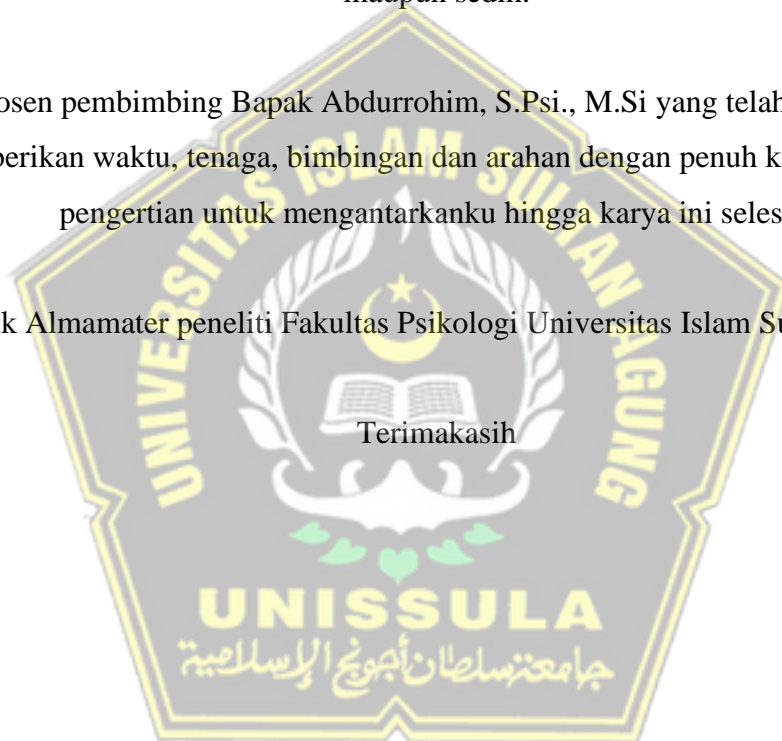 maupun sedih.
osen pembimbing Bapak Abdurrohim, S.Psi., M.Si yang telah
berikan waktu, tenaga, bimbingan dan arahan dengan penuh k
pengertian untuk mengantarkanku hingga karya ini seles
k Almamater peneliti Fakultas Psikologi Universitas Islam Su
Terimakasih
UNIVERSITAS ISLAM SULTAN AGUNG
UNISSULA
جامعة سلطان أجونج الإسلامية